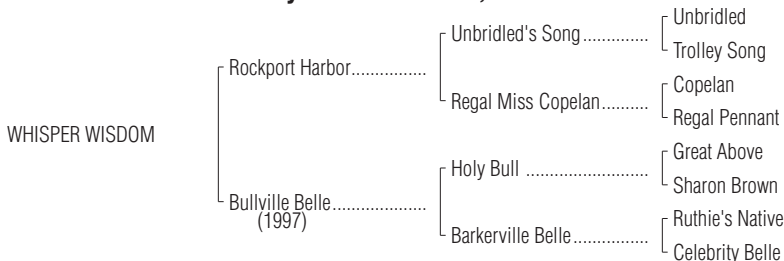 Unbridled
Unbridled's Song..............
Trolley Song
Rockport Harbor................
Copelan
Regal Miss Copelan..........
Regal Pennant
WHISPER WISDOM
Great Above
Holy Bull .......................
Sharon Brown
Bullville Belle....................
(1997)
Ruthie's Native
Barkerville Belle................
Celebrity Belle